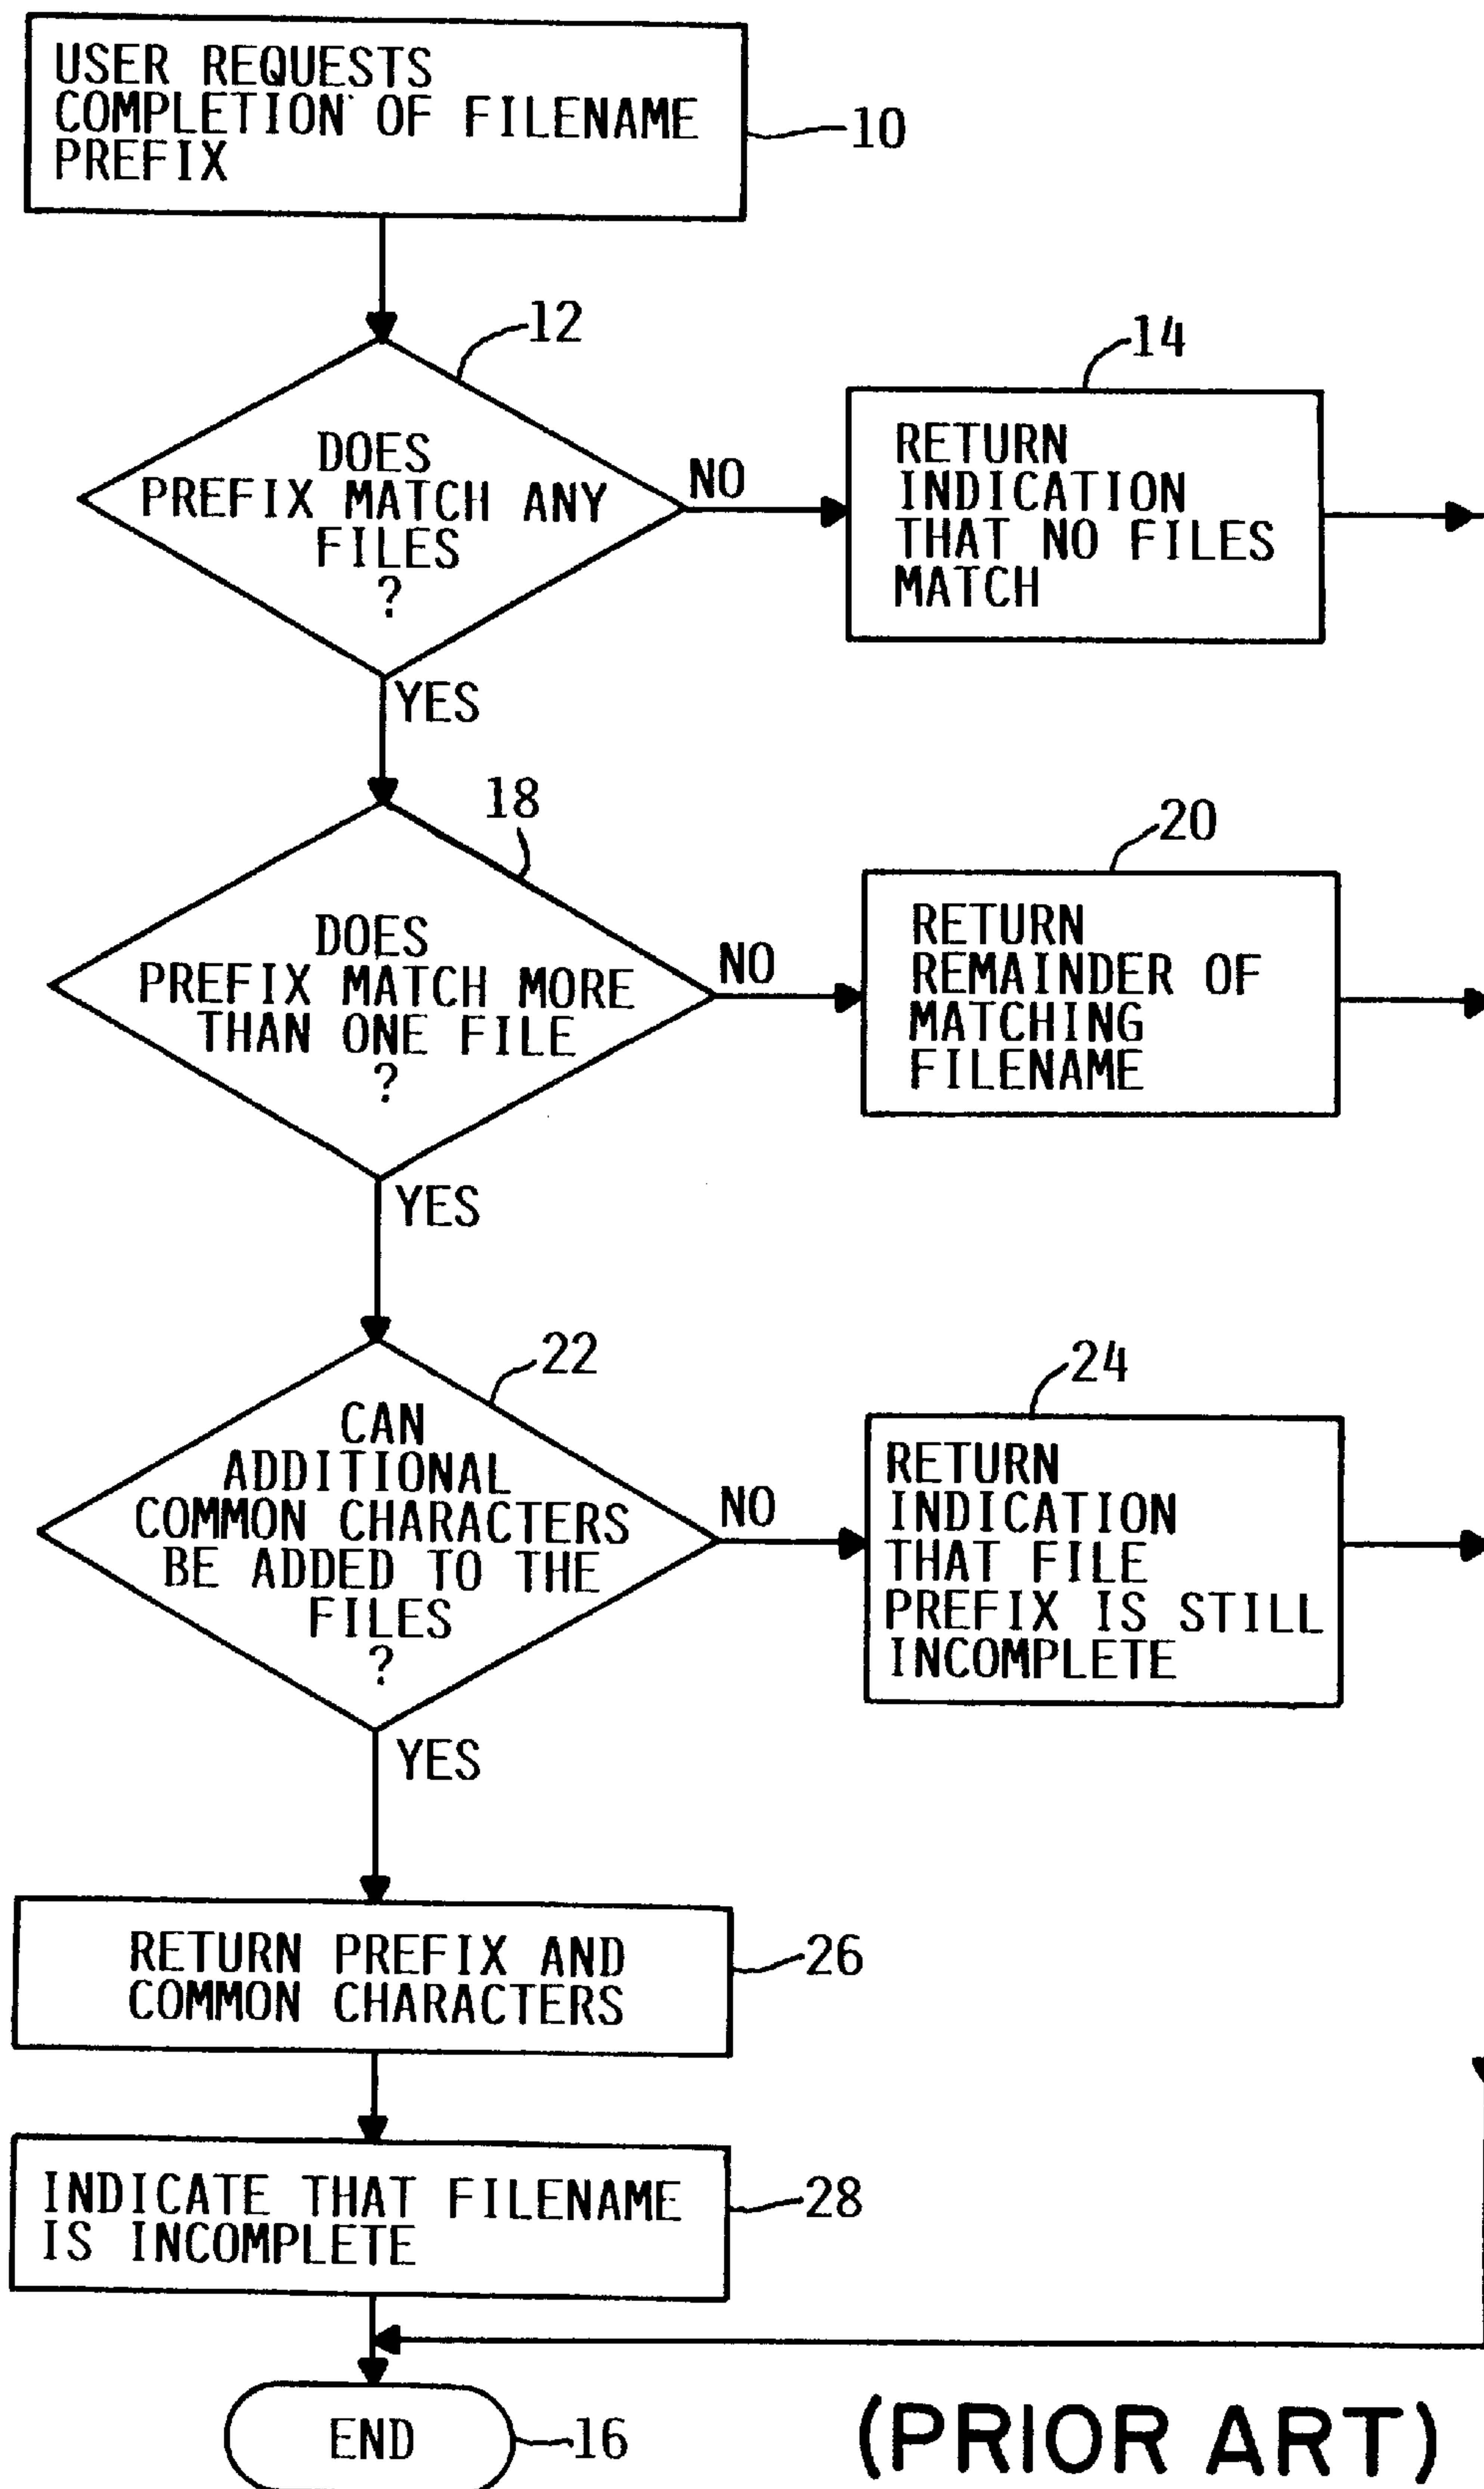 USER REQUESTS
COMPLETION OF FILENAME
PREFIX
10
12
DOES
PREFIX MATCH ANY
FILES
?
NO
14
RETURN
INDICATION
THAT NO FILES
MATCH
YES
18
DOES
PREFIX MATCH MORE
THAN ONE FILE
?
NO
20
RETURN
REMAINDER OF
MATCHING
FILENAME
YES
22
CAN
ADDITIONAL
COMMON CHARACTERS
BE ADDED TO THE
FILES
?
NO
24
RETURN
INDICATION
THAT FILE
PREFIX IS STILL
INCOMPLETE
YES
RETURN PREFIX AND
COMMON CHARACTERS
26
INDICATE THAT FILENAME
IS INCOMPLETE
28
END
16
(PRIOR ART)